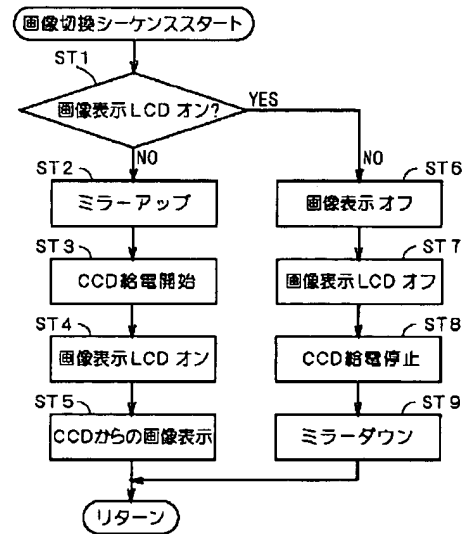 画像切換シーケンススタート
ST1
画像表示LCDオン?
YES
NO
NO
ST2
ミラーアップ
ST3
CCD給電開始
ST4
画像表示LCDオン
ST5
CCDからの画像表示
ST6
画像表示オフ
ST7
画像表示LCDオフ
ST8
CCD給電停止
ST9
ミラーダウン
リターン